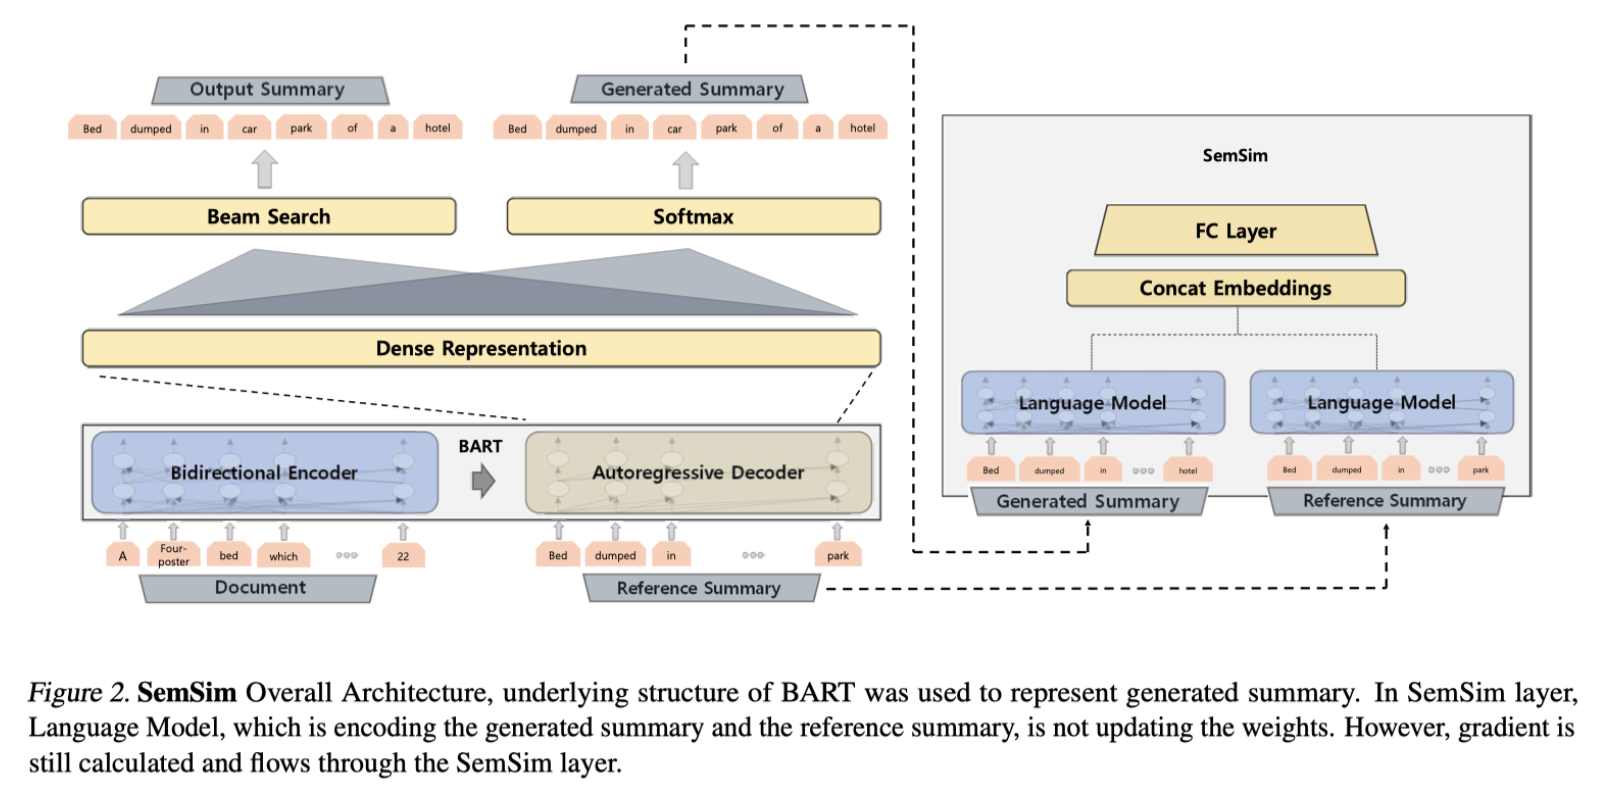 Output Summary
Bed dumped in car park of a hotel
Beam Search
Generated Summary
Bed dumped in car park of a hotel
Softmax
Dense Representation
BART
Bidirectional Encoder
Autoregressive Decoder
A Four-poster bed which ooo 22
Document
Bed dumped in ooo park
Reference Summary
SemSim
FC Layer
Concat Embeddings
Language Model
Language Model
Bed dumped in ooo hotel
Generated Summary
Bed dumped in ooo park
Reference Summary
Figure 2. SemSim Overall Architecture, underlying structure of BART was used to represent generated summary. In SemSim layer,
Language Model, which is encoding the generated summary and the reference summary, is not updating the weights. However, gradient is
still calculated and flows through the SemSim layer.